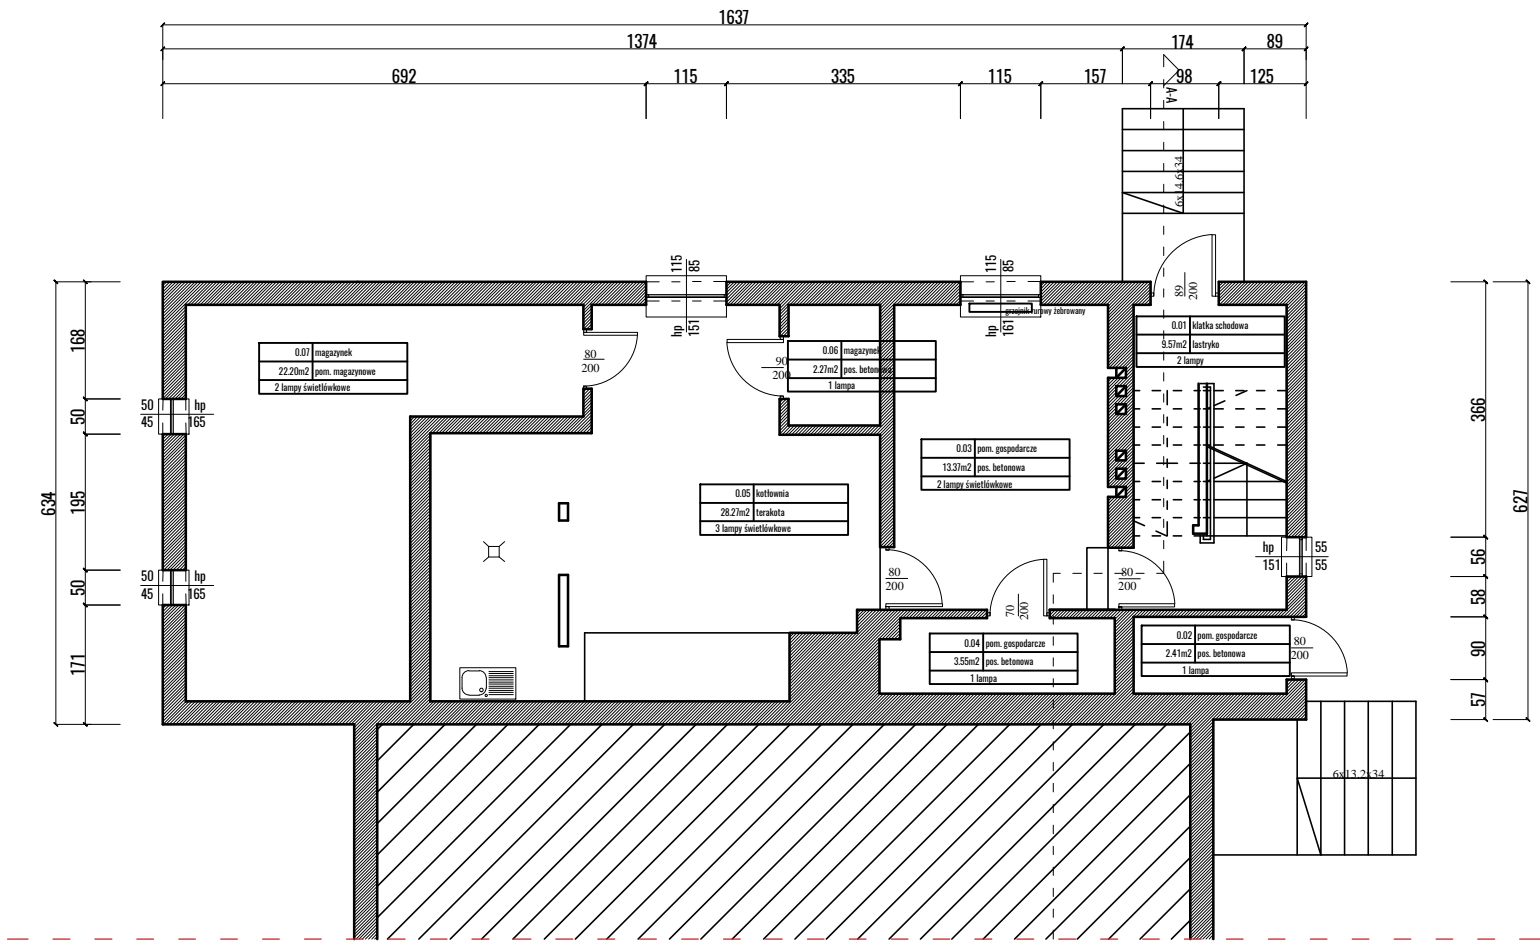 1637
1374
174
89
692
115
335
115
157
98
125
A-A
6x14.6x34
115
85
hp
151
115
85
hp
161
grzejnik rurowy żebrowany
89
200
0.01 klatka schodowa
9.57m2 lastryko
2 lampy
0.07 magazynek
22.20m2 pom. magazynowe
2 lampy świetlówkowe
80
200
90
200
0.06 magazynek
2.27m2 pos. betonowa
1 lampa
168
50
195
50
171
634
50 hp
45 165
50 hp
45 165
0.03 pom. gospodarcze
13.37m2 pos. betonowa
2 lampy świetlówkowe
0.05 kotłownia
28.27m2 terakota
3 lampy świetlówkowe
366
56
58
90
57
627
hp 55
151 55
80
200
70
200
80
200
0.04 pom. gospodarcze
3.55m2 pos. betonowa
1 lampa
0.02 pom. gospodarcze
2.41m2 pos. betonowa
1 lampa
80
200
6x13.2x34